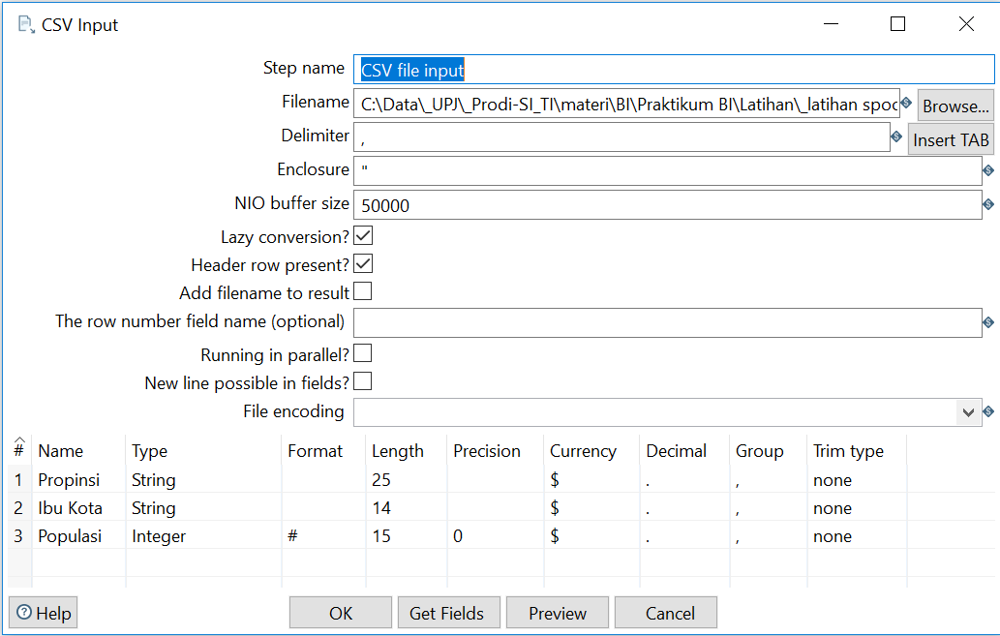 CSV Input
Step name CSV file input
Filename C:\Data\_UPJ\_Prodi-SI_TI\materi\BI\Praktikum BI\Latihan\_latihan spoo Browse...
Delimiter , Insert TAB
Enclosure "
NIO buffer size 50000
Lazy conversion?
Header row present?
Add filename to result
The row number field name (optional)
Running in parallel?
New line possible in fields?
File encoding
# Name Type Format Length Precision Currency Decimal Group Trim type
1 Propinsi String 25 $ . , none
2 Ibu Kota String 14 $ . , none
3 Populasi Integer # 15 0 $ . , none
Help OK Get Fields Preview Cancel